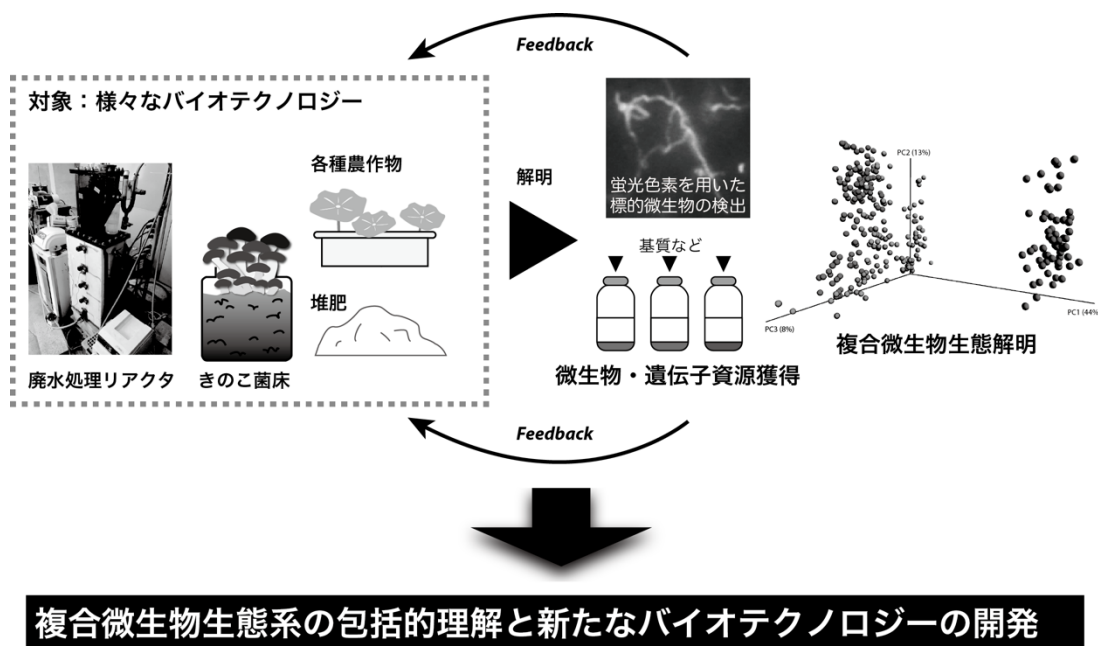 Feedback
対象：様々なバイオテクノロジー
各種農作物
堆肥
廃水処理リアクタ
きのこ菌床
解明
蛍光色素を用いた
標的微生物の検出
基質など
微生物・遺伝子資源獲得
PC2 (13%)
PC1 (44%
PC3 (8%)
複合微生物生態解明
Feedback
複合微生物生態系の包括的理解と新たなバイオテクノロジーの開発